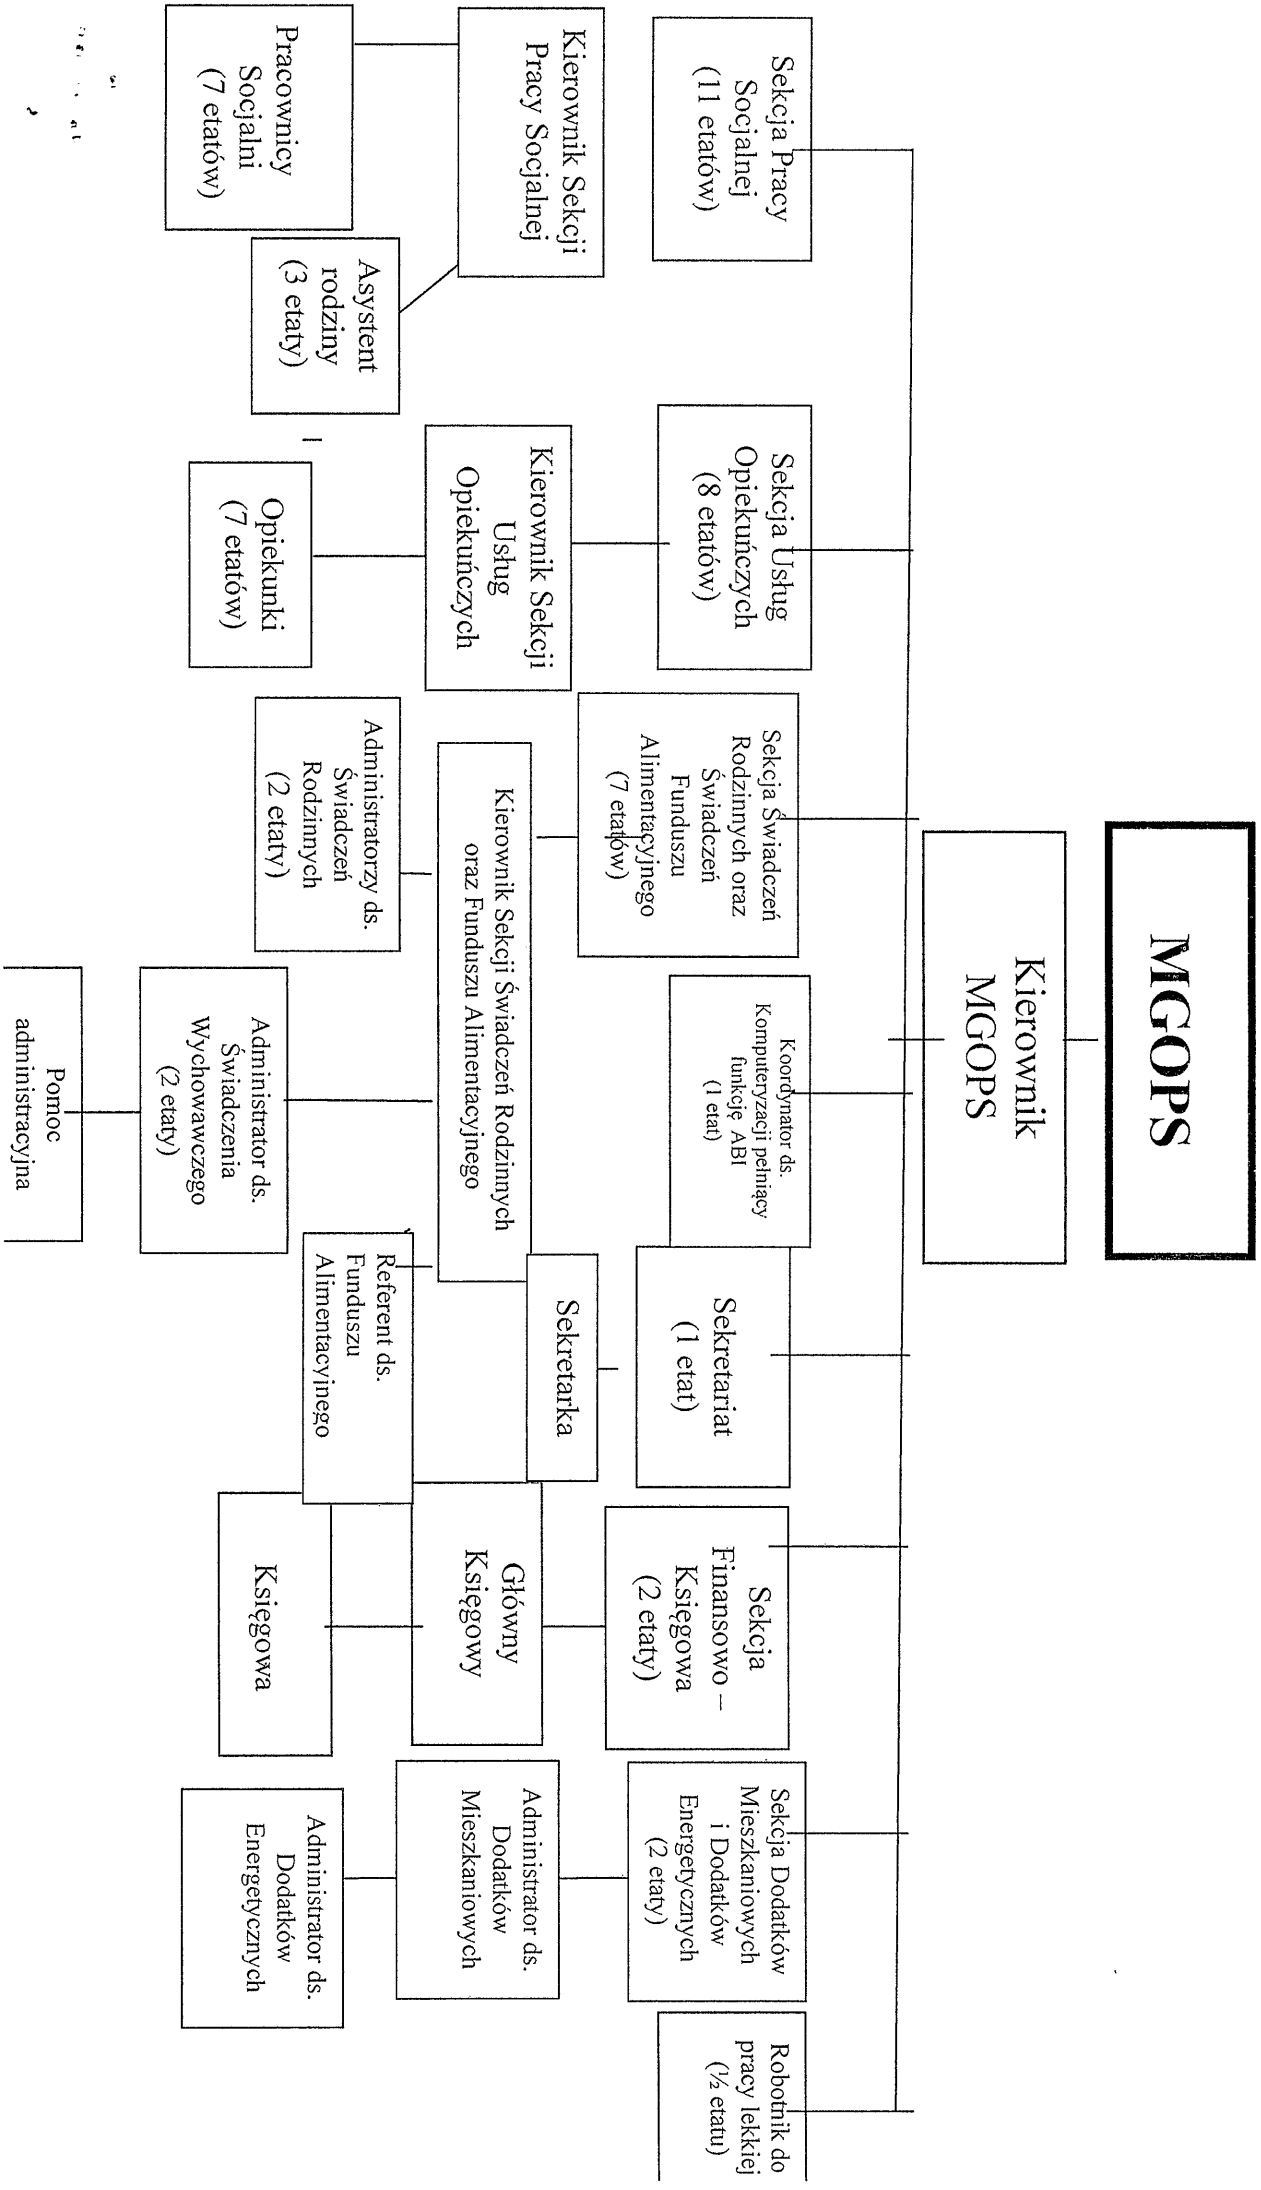 MGOPS
Kierownik
MGOPS
Sekcja Pracy
Socjalnej
(11 etatów)
Sekcja Usług
Opiekuńczych
(8 etatów)
Sekcja Świadczeń
Rodzinnych oraz
Świadczeń
Funduszu
Alimentacyjnego
(7 etatów)
Koordynator ds.
Komputeryzacji pełniący
funkcję ABI
(1 etat)
Sekretariat
(1 etat)
Sekcja
Finansowo –
Księgowa
(2 etaty)
Sekcja Dodatków
Mieszkaniowych
i Dodatków
Energetycznych
(2 etaty)
Robotnik do
pracy lekkiej
(½ etatu)
Kierownik Sekcji
Pracy Socjalnej
Kierownik Sekcji
Usług
Opiekuńczych
Kierownik Sekcji Świadczeń Rodzinnych
oraz Funduszu Alimentacyjnego
Sekretarka
Główny
Księgowy
Administrator ds.
Dodatków
Mieszkaniowych
Pracownicy
Socjalni
(7 etatów)
Asystent
rodziny
(3 etaty)
Opiekunki
(7 etatów)
Administratorzy ds.
Świadczeń
Rodzinnych
(2 etaty)
Administrator ds.
Świadczenia
Wychowawczego
(2 etaty)
Referent ds.
Funduszu
Alimentacyjnego
Księgowa
Administrator ds.
Dodatków
Energetycznych
Pomoc
administracyjna